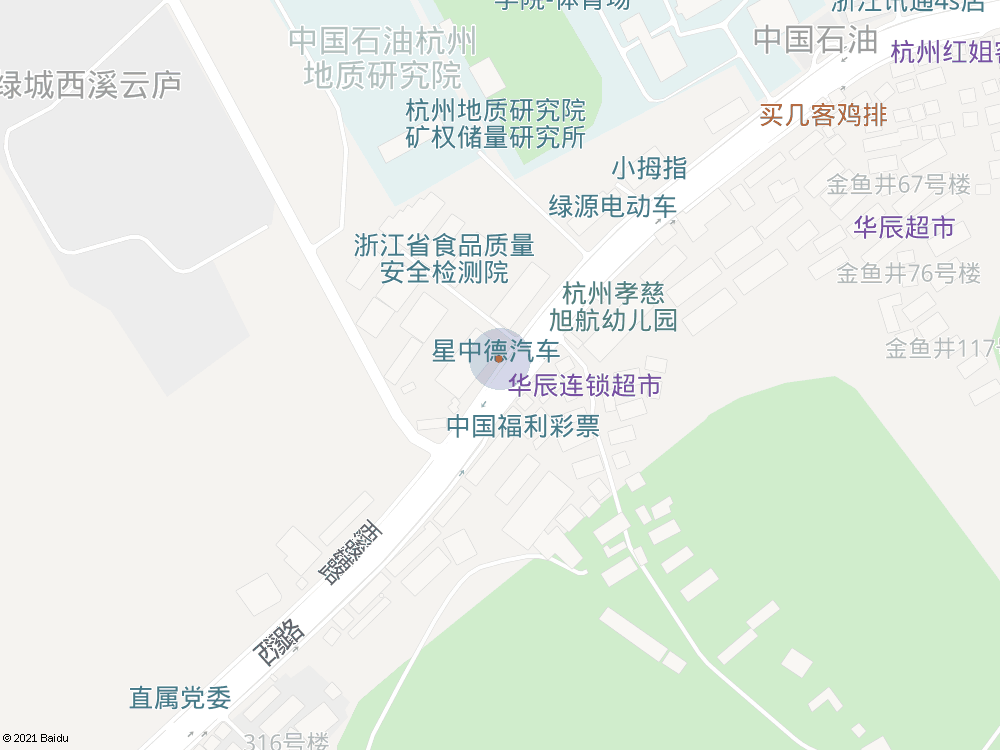 学院-体育场
浙江讯通4s店
中国石油杭州
地质研究院
中国石油
杭州红姐客
绿城西溪云庐
杭州地质研究院
矿权储量研究所
买几客鸡排
小拇指
金鱼井67号楼
绿源电动车
华辰超市
浙江省食品质量
安全检测院
金鱼井76号楼
杭州孝慈
旭航幼儿园
星中德汽车
金鱼井117号
华辰连锁超市
中国福利彩票
西溪路辅路
西溪路
直属党委
316号楼
© 2021 Baidu